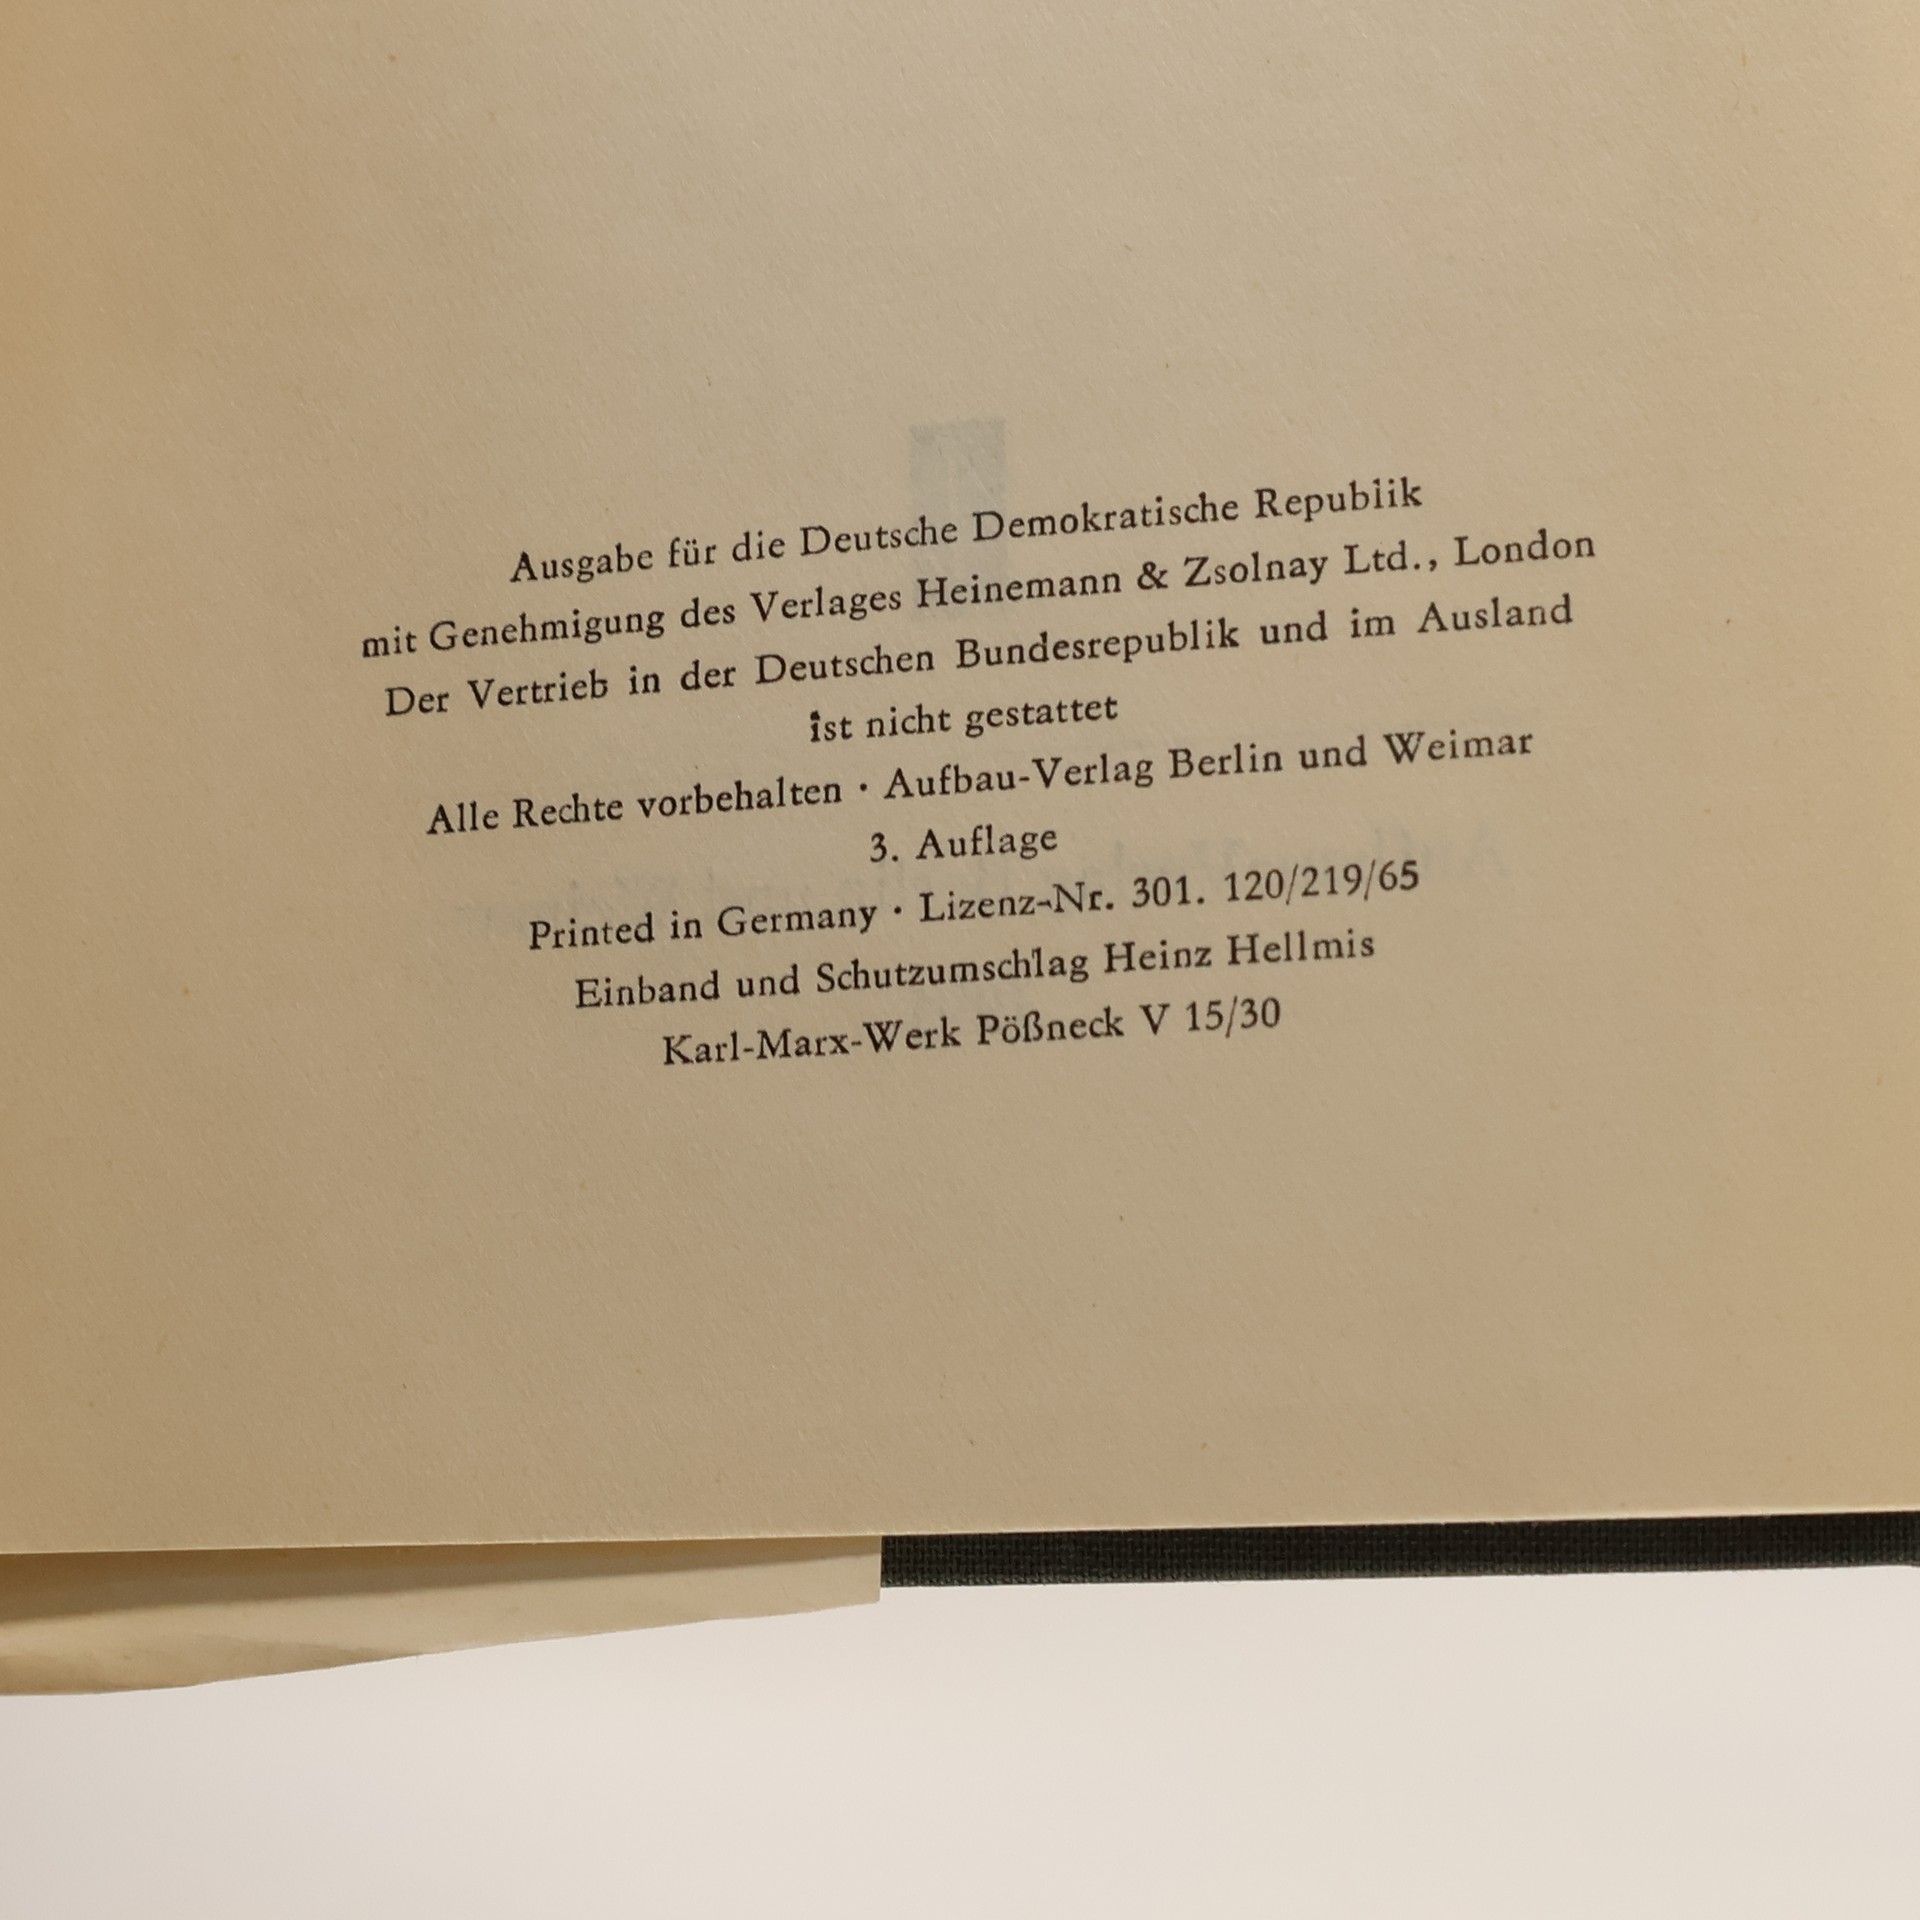 Ausgabe für die Deutsche Demokratische Republik
mit Genehmigung des Verlages Heinemann & Zsolnay Ltd., London
Der Vertrieb in der Deutschen Bundesrepublik und im Ausland
ist nicht gestattet
Alle Rechte vorbehalten · Aufbau-Verlag Berlin und Weimar
3. Auflage
Printed in Germany · Lizenz-Nr. 301. 120/219/65
Einband und Schutzumschlag Heinz Hellmis
Karl-Marx-Werk Pößneck V 15/30